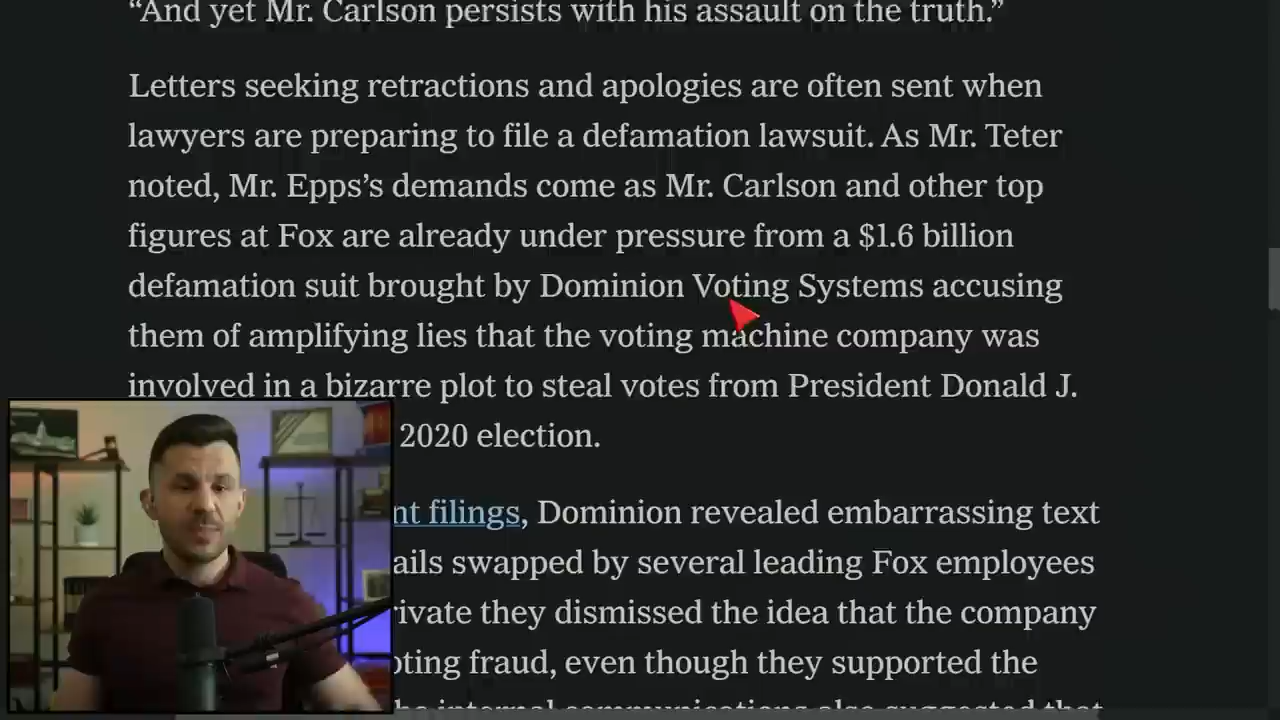 “And yet Mr. Carlson persists with his assault on the truth.”
Letters seeking retractions and apologies are often sent when
lawyers are preparing to file a defamation lawsuit. As Mr. Teter
noted, Mr. Epps’s demands come as Mr. Carlson and other top
figures at Fox are already under pressure from a $1.6 billion
defamation suit brought by Dominion Voting Systems accusing
them of amplifying lies that the voting machine company was
involved in a bizarre plot to steal votes from President Donald J.
2020 election.
nt filings, Dominion revealed embarrassing text
ails swapped by several leading Fox employees
rivate they dismissed the idea that the company
oting fraud, even though they supported the
internal communications also suggested that